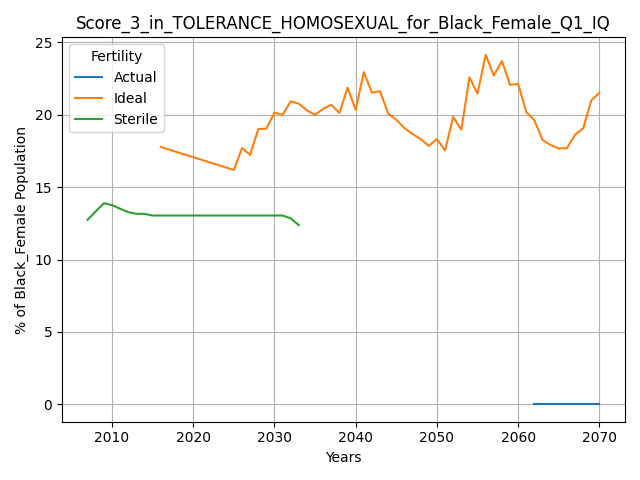 Score_3_in_TOLERANCE_HOMOSEXUAL_for_Black_Female_Q1_IQ
Fertility
Actual
Ideal
Sterile
% of Black_Female Population
25
20
15
10
5
0
2010 2020 2030 2040 2050 2060 2070
Years